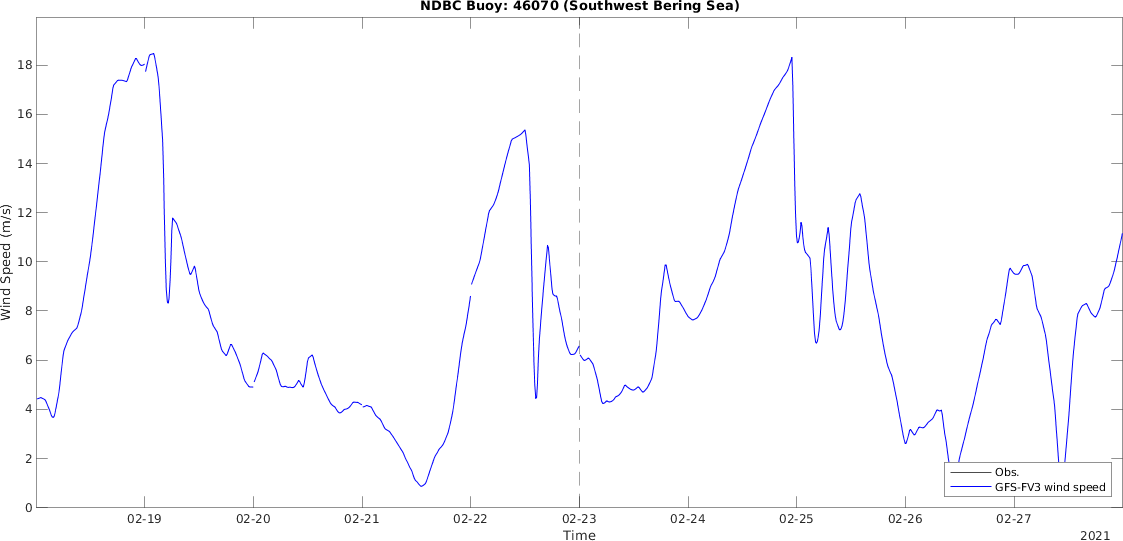 NDBC Buoy: 46070 (Southwest Bering Sea)
18
16
14
12
10
8
6
4
2
0
Wind Speed (m/s)
Obs.
GFS-FV3 wind speed
02-19 02-20 02-21 02-22 02-23 02-24 02-25 02-26 02-27
Time
2021